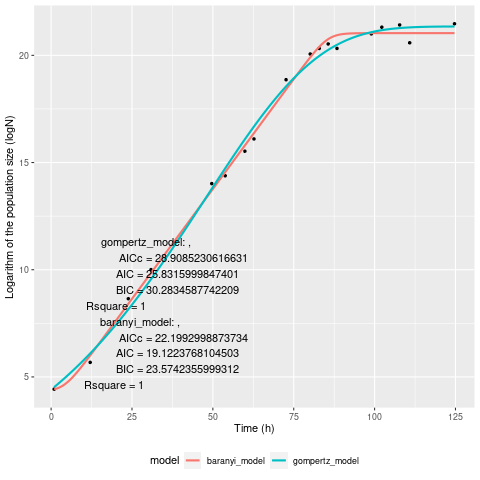 20
15
10
5
Logarithm of the population size (logN)
gompertz_model: ,
AICc = 28.9085230616631
AIC = 25.8315999847401
BIC = 30.2834587742209
Rsquare = 1
baranyi_model: ,
AICc = 22.1992998873734
AIC = 19.1223768104503
BIC = 23.5742355999312
Rsquare = 1
0 25 50 75 100 125
Time (h)
model baranyi_model gompertz_model